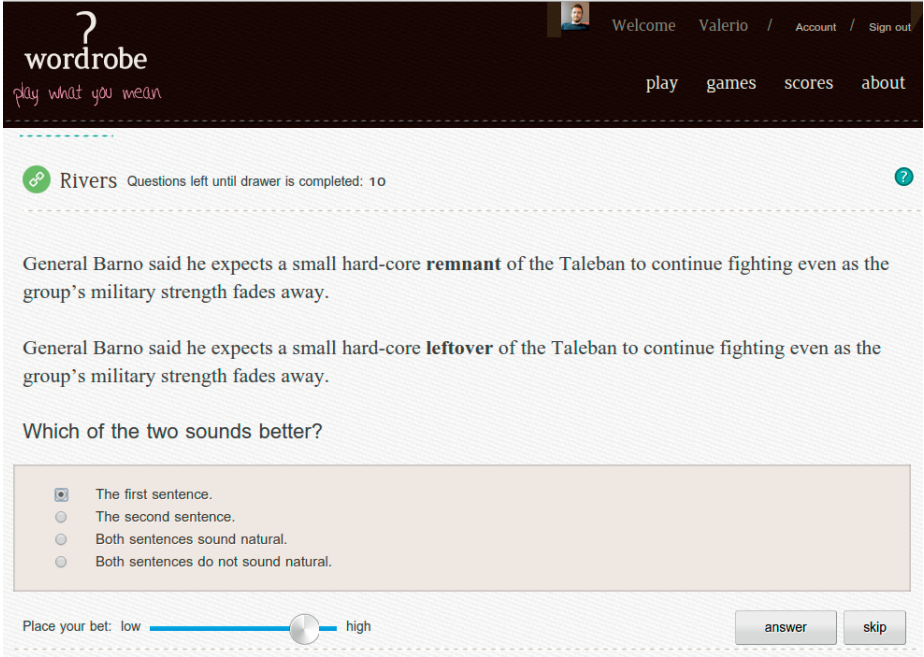 wordrobe
play what you mean
Welcome Valerio / Account / Sign out
play games scores about
Rivers Questions left until drawer is completed: 10
?
General Barno said he expects a small hard-core remnant of the Taleban to continue fighting even as the
group's military strength fades away.
General Barno said he expects a small hard-core leftover of the Taleban to continue fighting even as the
group's military strength fades away.
Which of the two sounds better?
The first sentence.
The second sentence.
Both sentences sound natural.
Both sentences do not sound natural.
Place your bet: low high answer skip